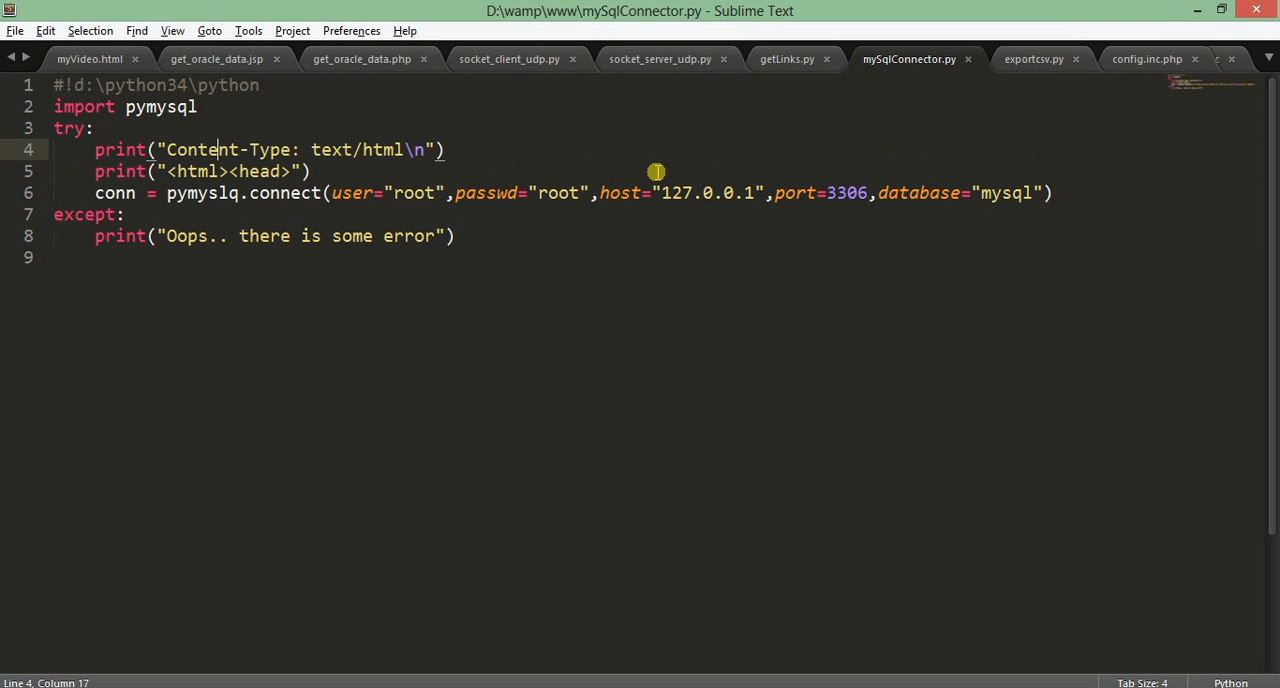 D:\wamp\www\mySqlConnector.py - Sublime Text
File Edit Selection Find View Goto Tools Project Preferences Help
myVideo.html get_oracle_data.jsp get_oracle_data.php socket_client_udp.py socket_server_udp.py getLinks.py mySqlConnector.py exportcsv.py config.inc.php c
1 #!d:\python34\python
2 import pymysql
3 try:
4 print("Content-Type: text/html\n")
5 print("<html><head>")
6 conn = pymyslq.connect(user="root",passwd="root",host="127.0.0.1",port=3306,database="mysql")
7 except:
8 print("Oops.. there is some error")
9
Line 4, Column 17 Tab Size: 4 Python